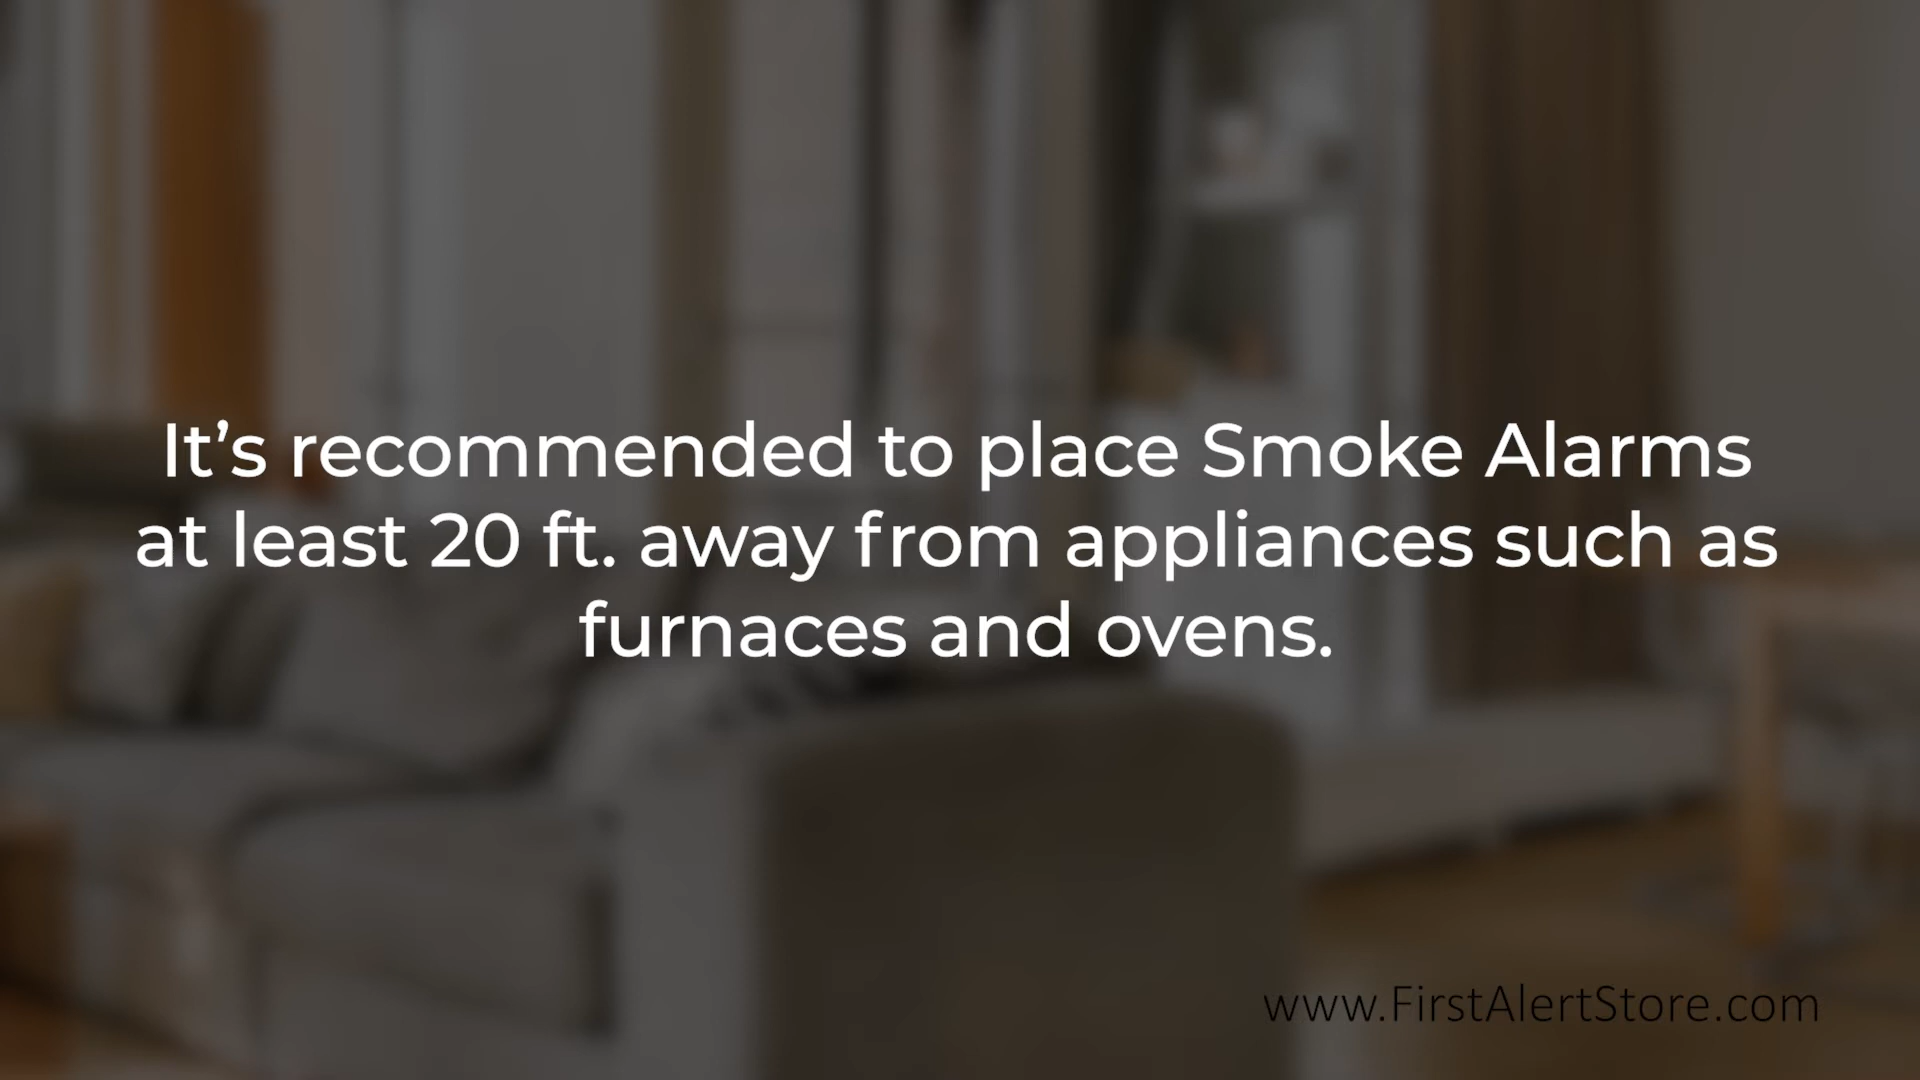 It’s recommended to place Smoke Alarms
at least 20 ft. away from appliances such as
furnaces and ovens.
www.FirstAlertStore.com